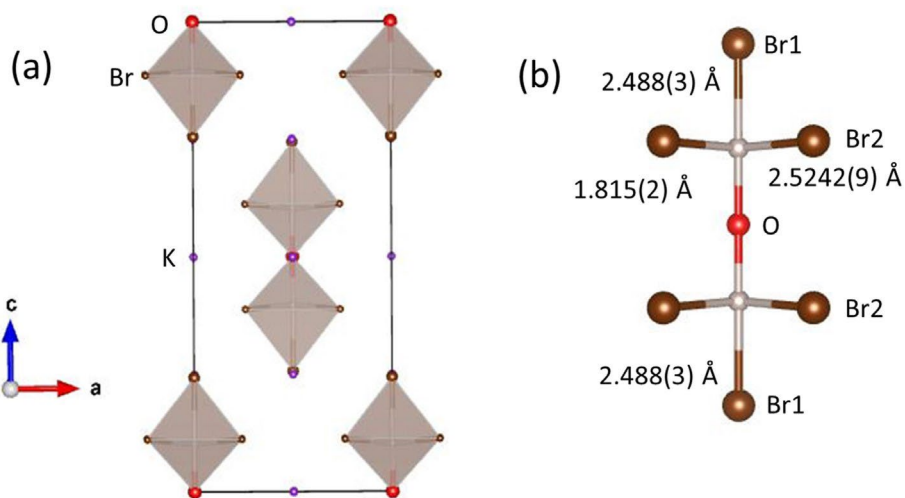 (a)
O
Br
K
c
a
(b)
Br1
2.488(3) Å
Br2
1.815(2) Å
2.5242(9) Å
O
Br2
2.488(3) Å
Br1